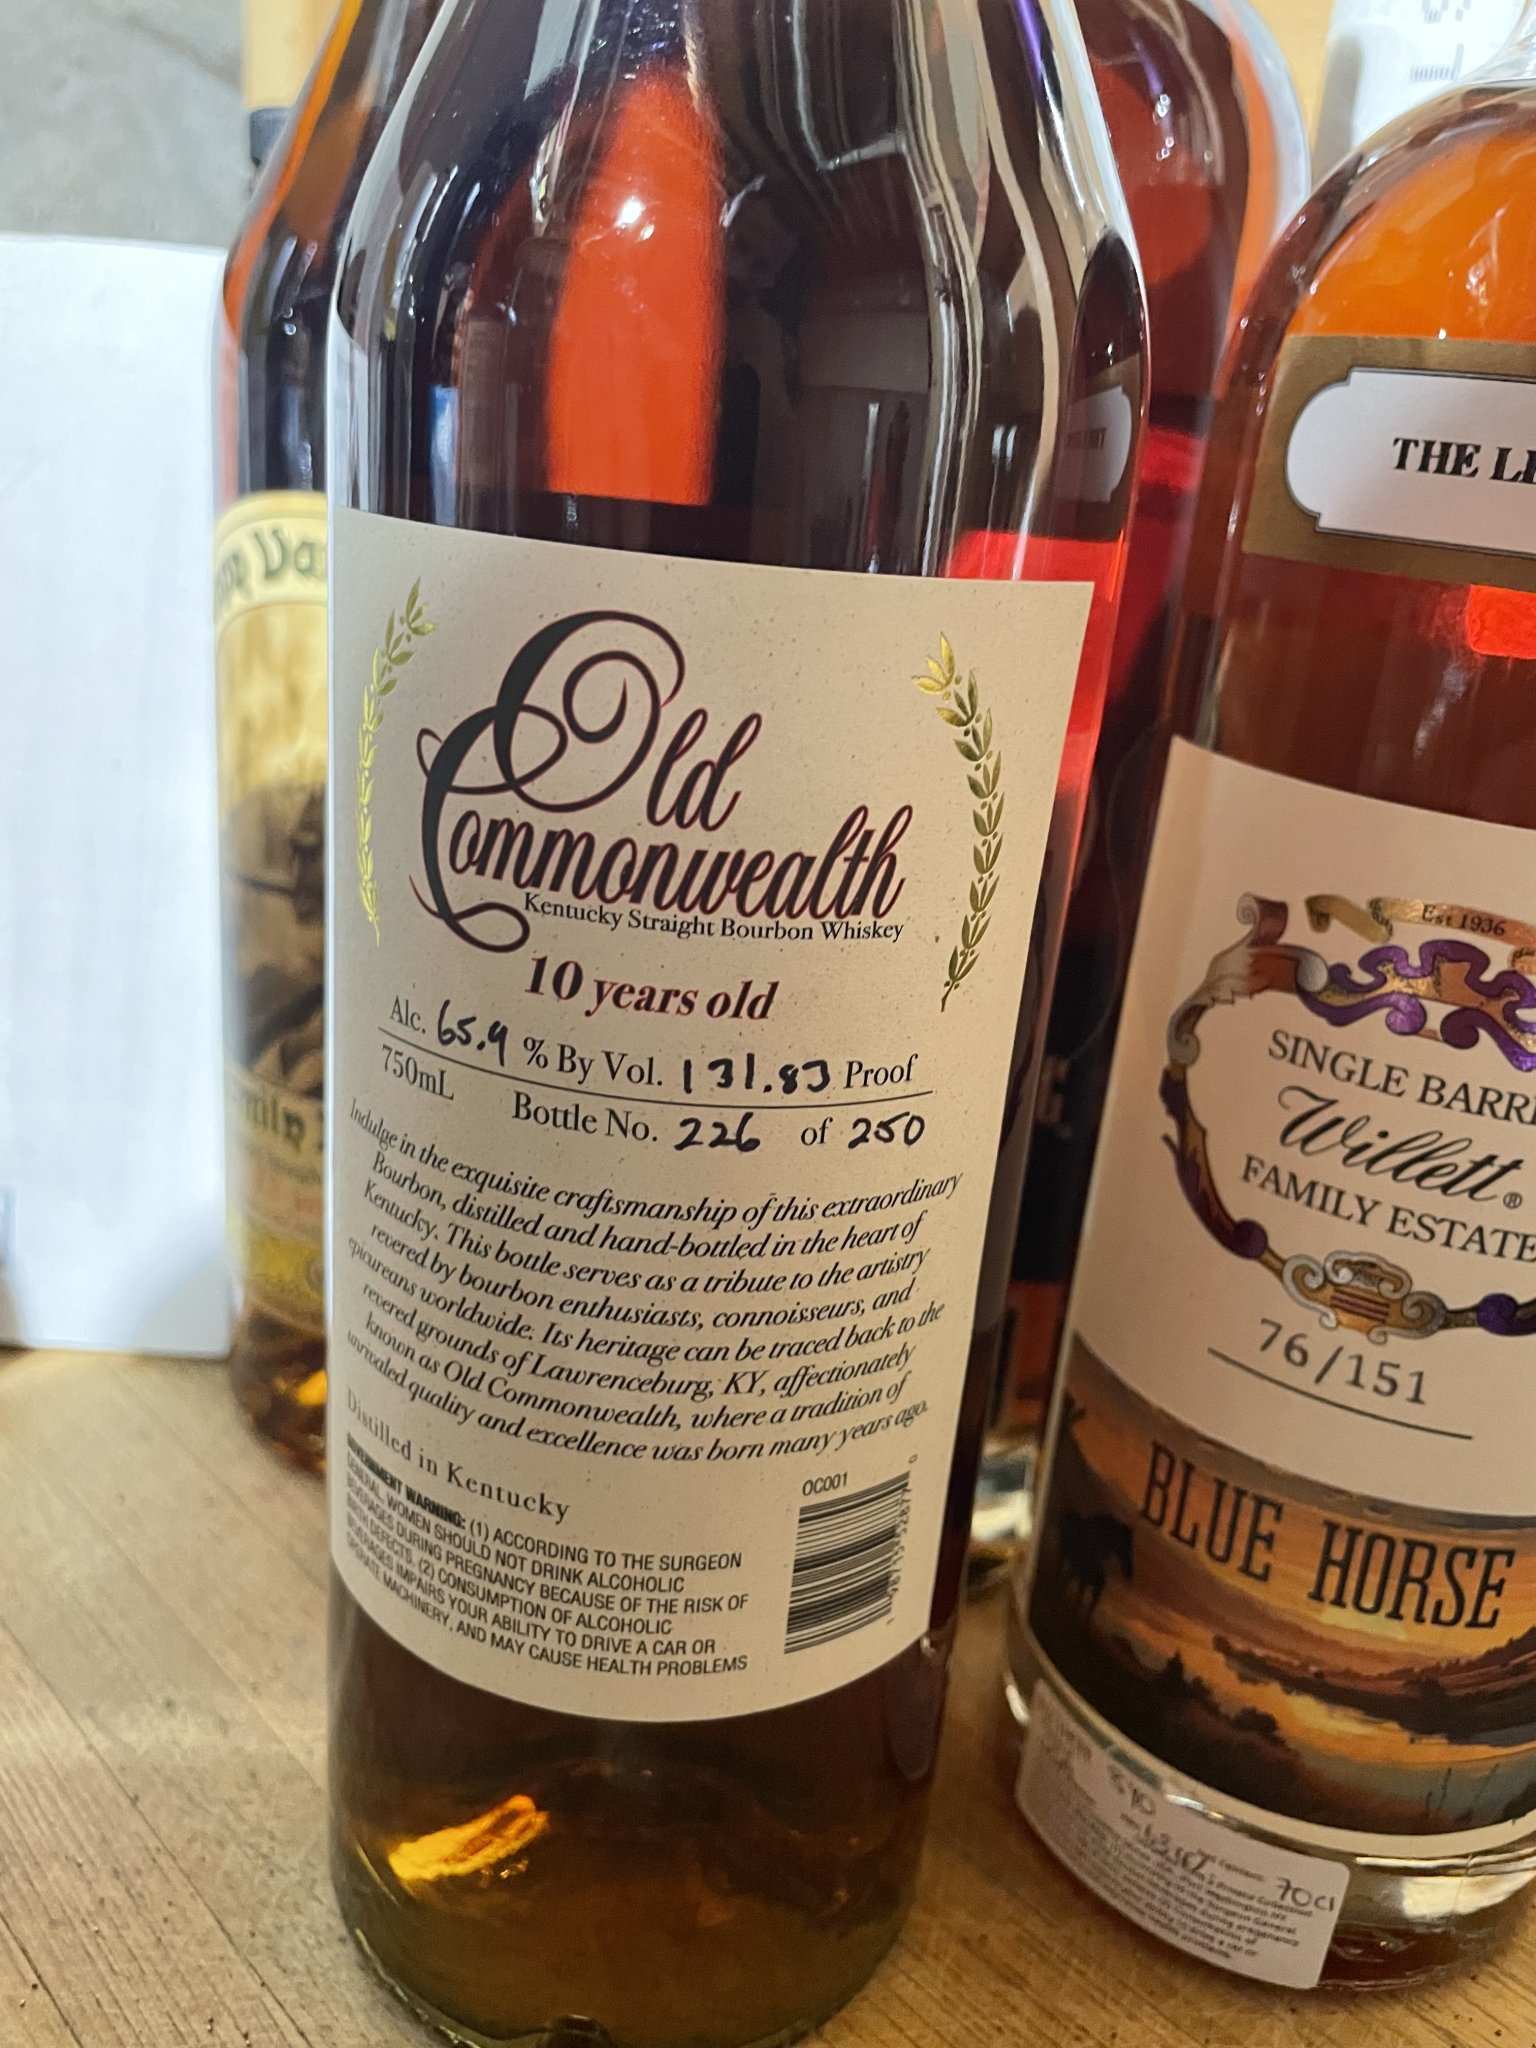 Old
Commonwealth
Kentucky Straight Bourbon Whiskey
10 years old
Alc. 65.9 % By Vol. 131.83 Proof
750mL Bottle No. 226 of 250
Indulge in the exquisite craftsmanship of this extraordinary
Bourbon, distilled and hand-bottled in the heart of
Kentucky. This bottle serves as a tribute to the artistry
revered by bourbon enthusiasts, connoisseurs, and
epicureans worldwide. Its heritage can be traced back to the
revered grounds of Lawrenceburg, KY, affectionately
known as Old Commonwealth, where a tradition of
unrivaled quality and excellence was born many years ago.
Distilled in Kentucky
GOVERNMENT WARNING: (1) ACCORDING TO THE SURGEON
GENERAL, WOMEN SHOULD NOT DRINK ALCOHOLIC
BEVERAGES DURING PREGNANCY BECAUSE OF THE RISK OF
BIRTH DEFECTS. (2) CONSUMPTION OF ALCOHOLIC
BEVERAGES IMPAIRS YOUR ABILITY TO DRIVE A CAR OR
OPERATE MACHINERY, AND MAY CAUSE HEALTH PROBLEMS
OC001
THE
Est 1936
SINGLE
Willett®
FAMILY ESTATE
76/151
BLUE HORSE
70cl